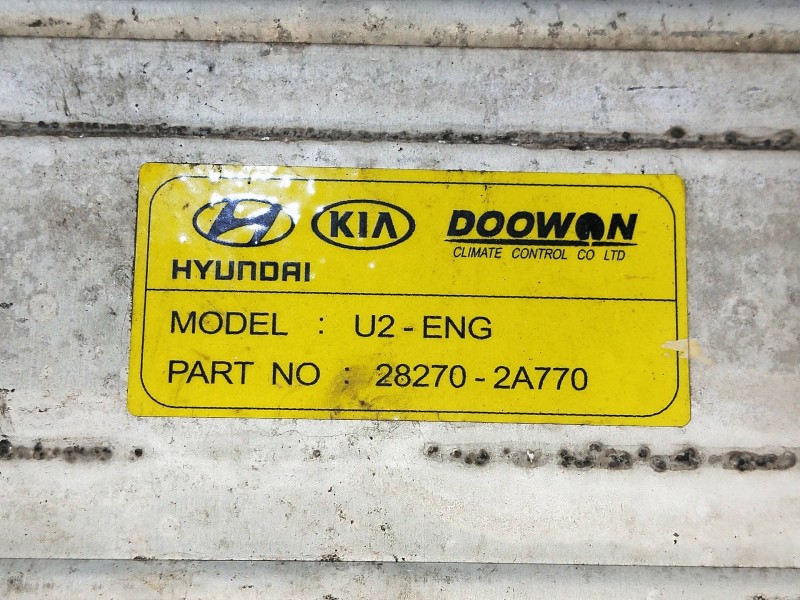 KIA DOOWON
CLIMATE CONTROL CO LTD
HYUNDAI
MODEL : U2-ENG
PART NO : 28270-2A770